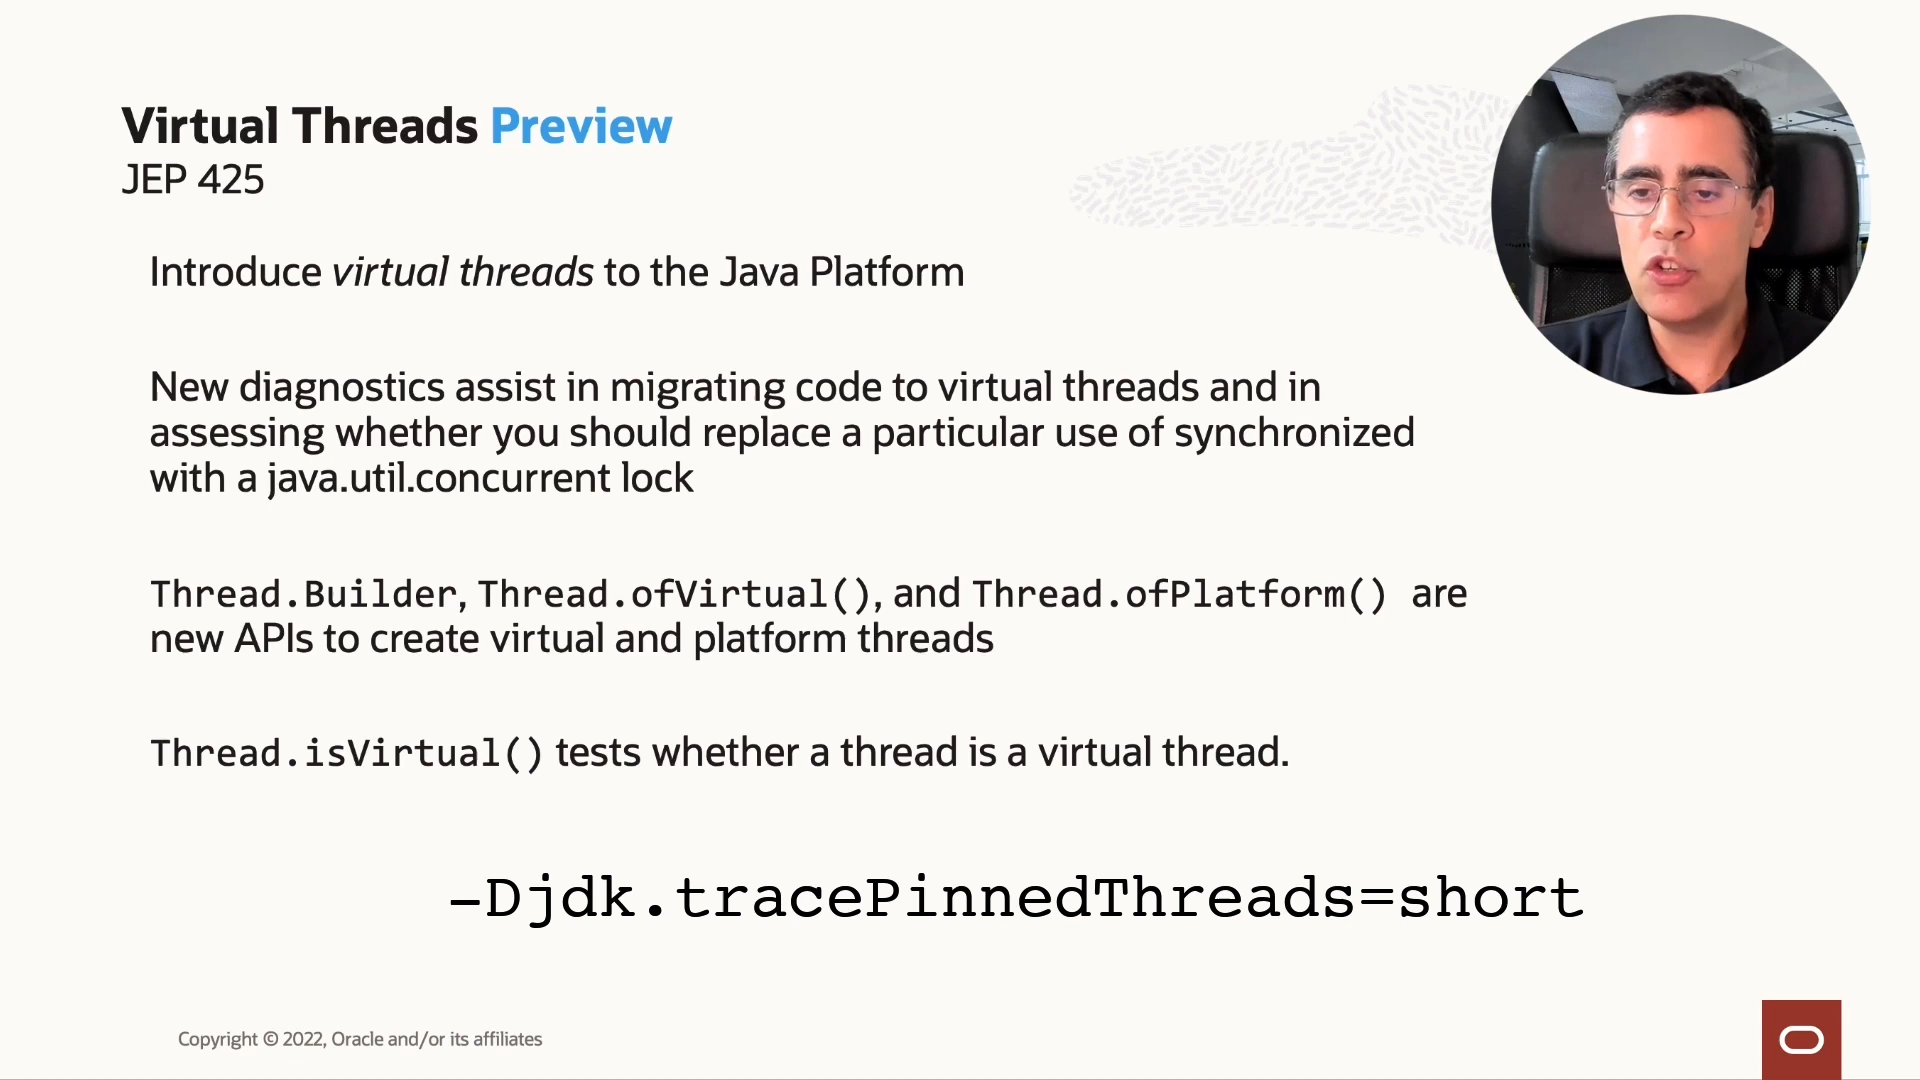 Virtual Threads Preview
JEP 425
Introduce virtual threads to the Java Platform
New diagnostics assist in migrating code to virtual threads and in
assessing whether you should replace a particular use of synchronized
with a java.util.concurrent lock
Thread.Builder, Thread.ofVirtual(), and Thread.ofPlatform() are
new APIs to create virtual and platform threads
Thread.isVirtual() tests whether a thread is a virtual thread.
-Djdk.tracePinnedThreads=short
Copyright © 2022, Oracle and/or its affiliates